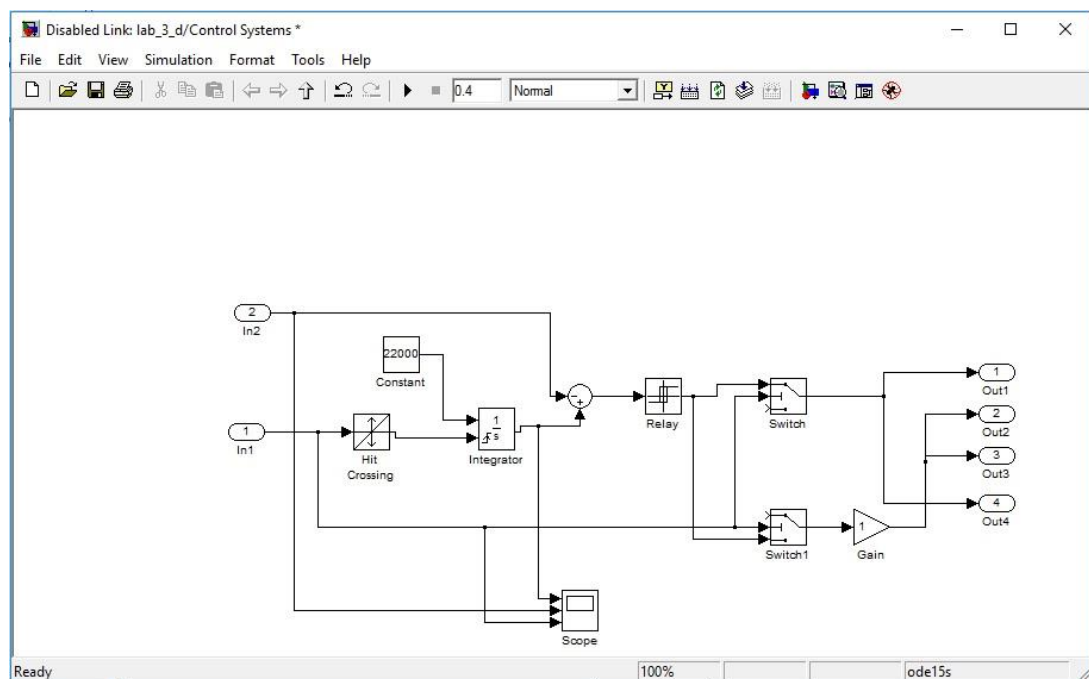 Disabled Link: lab_3_d/Control Systems *
File Edit View Simulation Format Tools Help
0.4 Normal
2
In2
22000
Constant
1
In1
Hit
Crossing
1
s
Integrator
Relay
Switch
1
Out1
2
Out2
3
Out3
4
Out4
Switch1
1
Gain
Scope
Ready 100% ode15s